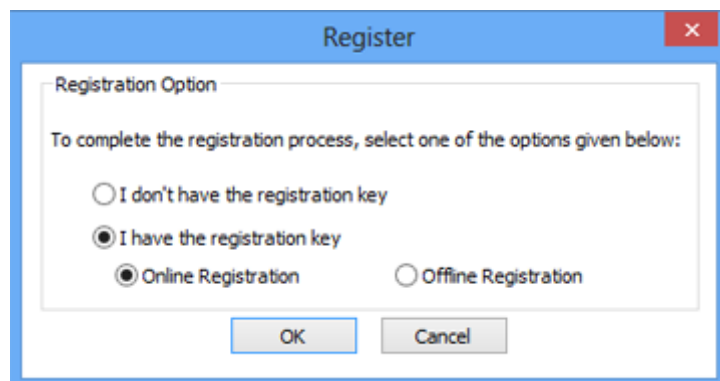 Register
Registration Option
To complete the registration process, select one of the options given below:
I don't have the registration key
I have the registration key
Online Registration Offline Registration
OK Cancel